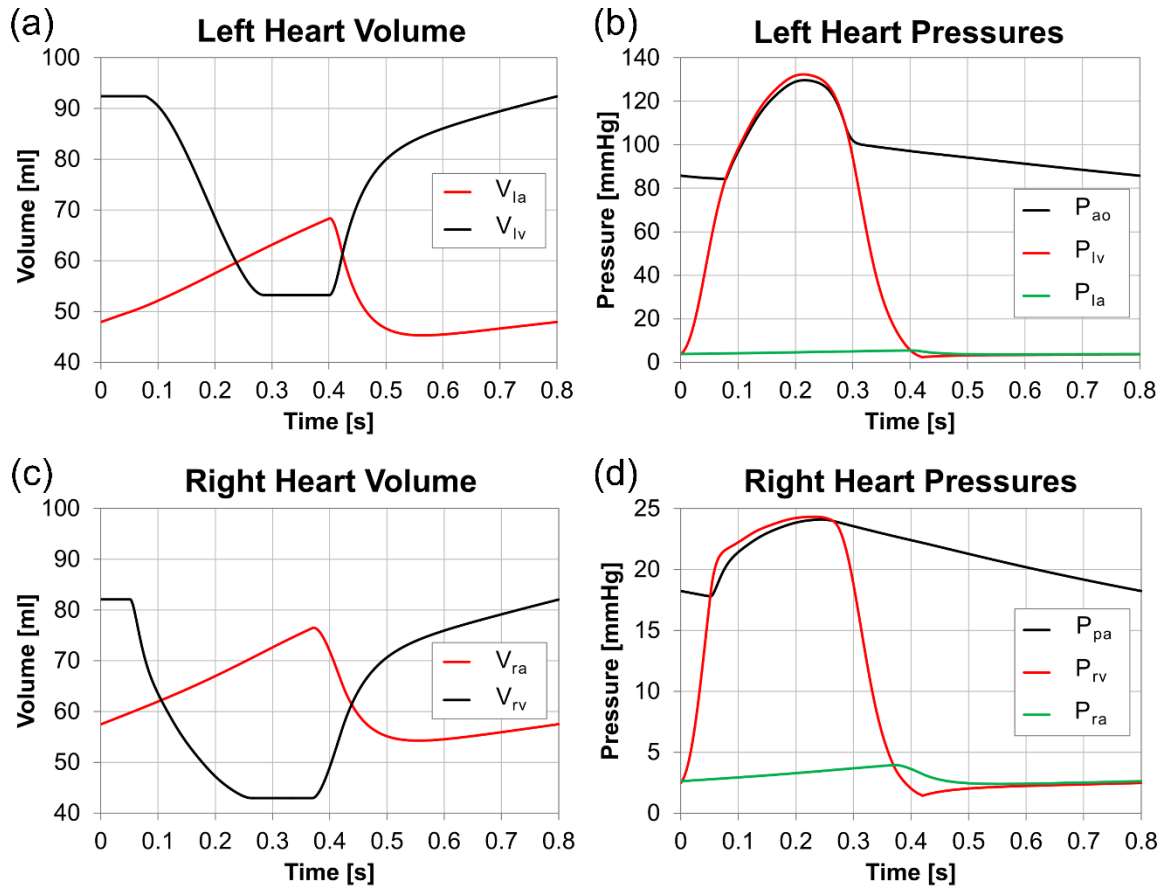 (a)
Left Heart Volume
Volume [ml]
100
90
80
70
60
50
40
V_la
V_lv
0 0.1 0.2 0.3 0.4 0.5 0.6 0.7 0.8
Time [s]
(b)
Left Heart Pressures
Pressure [mmHg]
140
120
100
80
60
40
20
0
P_ao
P_lv
P_la
0 0.1 0.2 0.3 0.4 0.5 0.6 0.7 0.8
Time [s]
(c)
Right Heart Volume
Volume [ml]
100
90
80
70
60
50
40
V_ra
V_rv
0 0.1 0.2 0.3 0.4 0.5 0.6 0.7 0.8
Time [s]
(d)
Right Heart Pressures
Pressure [mmHg]
25
20
15
10
5
0
P_pa
P_rv
P_ra
0 0.1 0.2 0.3 0.4 0.5 0.6 0.7 0.8
Time [s]